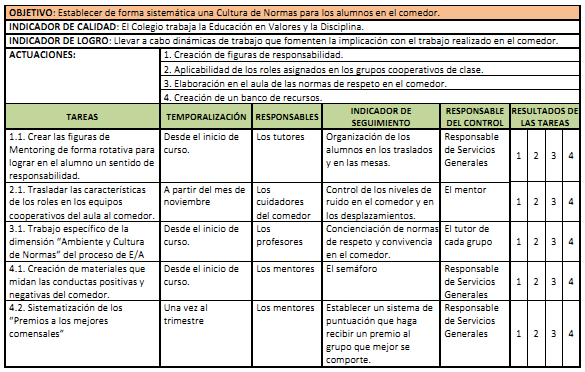 OBJETIVO: Establecer de forma sistemática una Cultura de Normas para los alumnos en el comedor.
INDICADOR DE CALIDAD: El Colegio trabaja la Educación en Valores y la Disciplina.
INDICADOR DE LOGRO: Llevar a cabo dinámicas de trabajo que fomenten la implicación con el trabajo realizado en el comedor.
ACTUACIONES:
1. Creación de figuras de responsabilidad.
2. Aplicabilidad de los roles asignados en los grupos cooperativos de clase.
3. Elaboración en el aula de las normas de respeto en el comedor.
4. Creación de un banco de recursos.
TAREAS
TEMPORALIZACIÓN
RESPONSABLES
INDICADOR DE
SEGUIMIENTO
RESPONSABLE
DEL CONTROL
RESULTADOS DE
LAS TAREAS
1.1. Crear las figuras de
Mentoring de forma rotativa para
lograr en el alumno un sentido de
responsabilidad.
Desde el inicio de
curso.
Los tutores
Organización de los
alumnos en los traslados
y en las mesas.
Responsable
de Servicios
Generales
1 2 3 4
2.1. Trasladar las características
de los roles en los equipos
cooperativos del aula al comedor.
A partir del mes de
noviembre
Los
cuidadores
del comedor
Control de los niveles de
ruido en el comedor y en
los desplazamientos.
El mentor
1 2 3 4
3.1. Trabajo específico de la
dimensión “Ambiente y Cultura
de Normas” del proceso de E/A
Desde el inicio de
curso.
Los
profesores
Concienciación de normas
de respeto y convivencia
en el comedor.
El tutor de
cada grupo
1 2 3 4
4.1. Creación de materiales que
midan las conductas positivas y
negativas del comedor.
Desde el inicio de
curso.
Los mentores
El semáforo
Responsable
de Servicios
Generales
1 2 3 4
4.2. Sistematización de los
“Premios a los mejores
comensales”
Una vez al
trimestre
Los mentores
Establecer un sistema de
puntuación que haga
recibir un premio al
grupo que mejor se
comporte.
Responsable
de Servicios
Generales
1 2 3 4